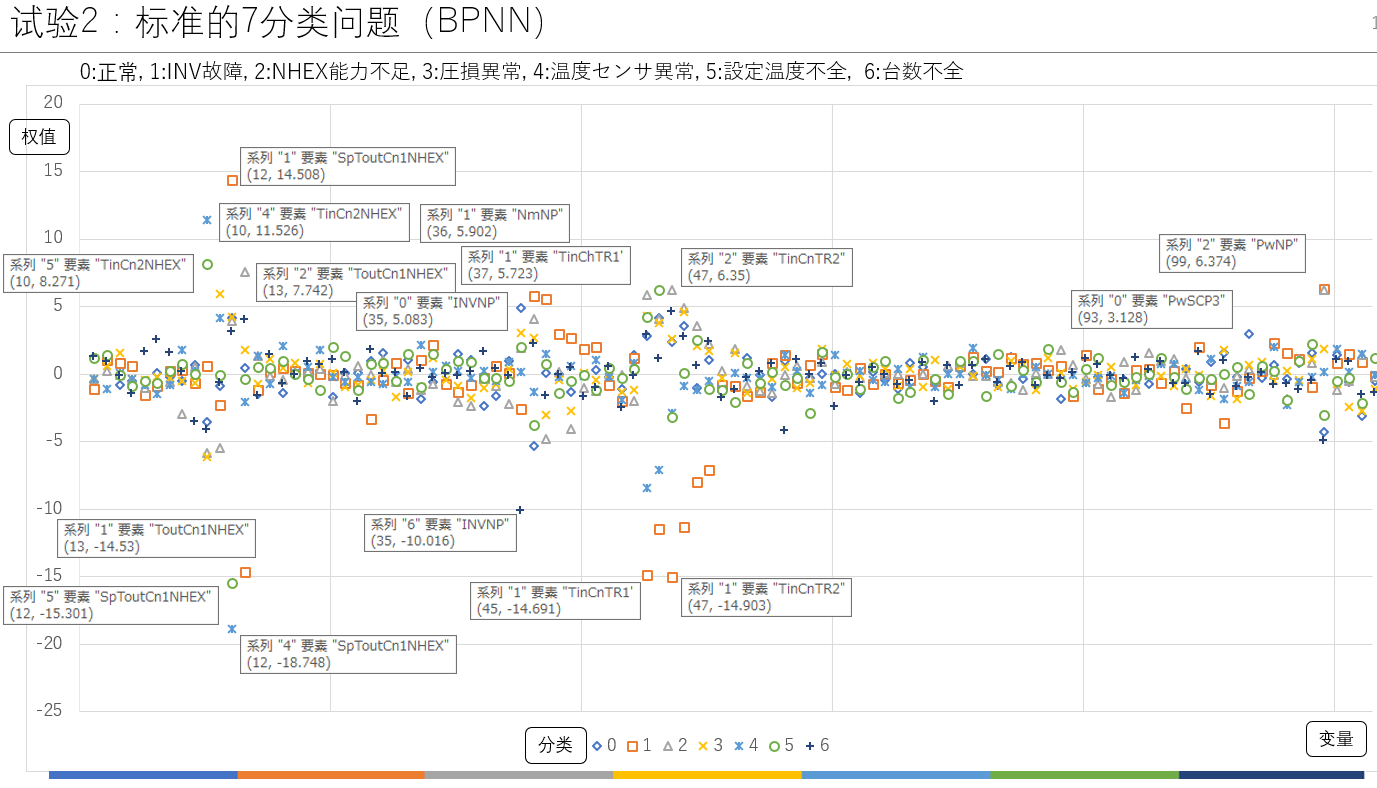 试验2：标准的7分类问题（BPNN）
1
0:正常, 1:INV故障, 2:NHEX能力不足, 3:圧損異常, 4:温度センサ異常, 5:設定温度不全, 6:台数不全
权值
20
15
10
5
0
-5
-10
-15
-20
-25
系列 "1" 要素 "SpToutCn1NHEX"
(12, 14.508)
系列 "4" 要素 "TinCn2NHEX"
(10, 11.526)
系列 "1" 要素 "NmNP"
(36, 5.902)
系列 "5" 要素 "TinCn2NHEX"
(10, 8.271)
系列 "2" 要素 "ToutCn1NHEX"
(13, 7.742)
系列 "1" 要素 "TinChTR1'
(37, 5.723)
系列 "2" 要素 "TinCnTR2"
(47, 6.35)
系列 "2" 要素 "PwNP"
(99, 6.374)
系列 "0" 要素 "INVNP"
(35, 5.083)
系列 "0" 要素 "PwSCP3"
(93, 3.128)
系列 "1" 要素 "ToutCn1NHEX"
(13, -14.53)
系列 "6" 要素 "INVNP"
(35, -10.016)
系列 "5" 要素 "SpToutCn1NHEX"
(12, -15.301)
系列 "1" 要素 "TinCnTR1'
(45, -14.691)
系列 "1" 要素 "TinCnTR2"
(47, -14.903)
系列 "4" 要素 "SpToutCn1NHEX"
(12, -18.748)
分类
0 1 2 3 4 5 6
变量